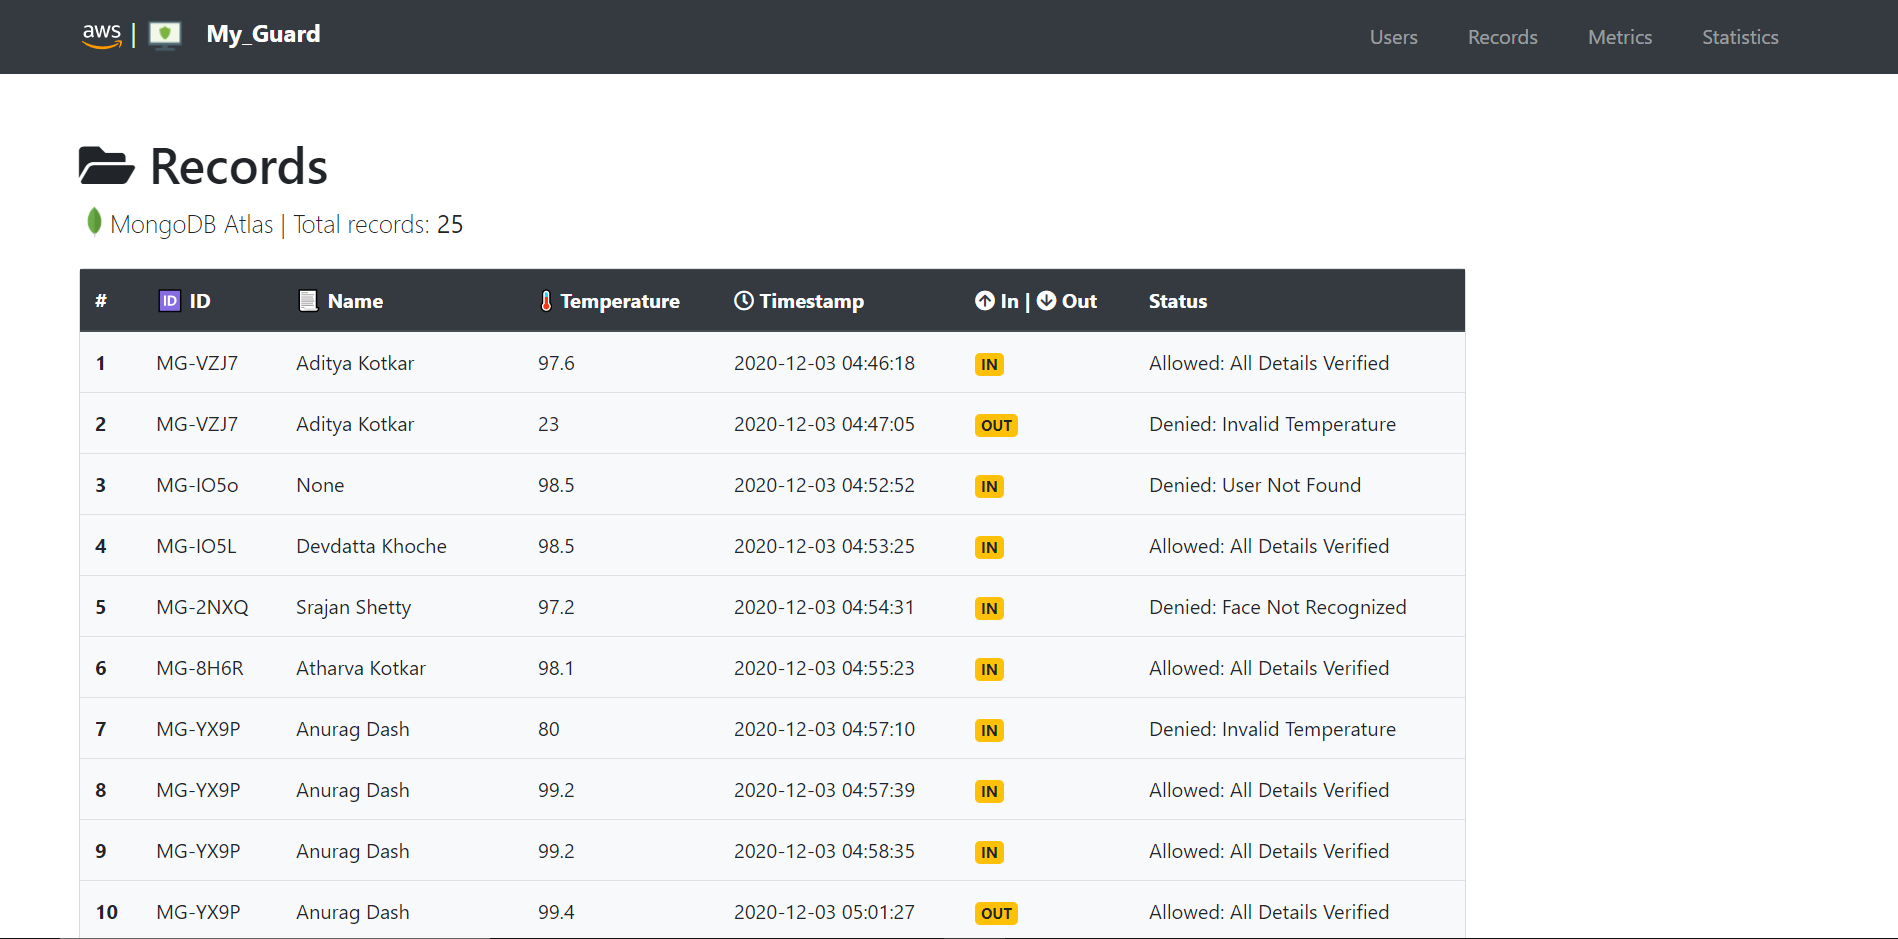 aws | My_Guard Users Records Metrics Statistics
Records
MongoDB Atlas | Total records: 25
# ID ID Name Temperature Timestamp In | Out Status
1 MG-VZJ7 Aditya Kotkar 97.6 2020-12-03 04:46:18 IN Allowed: All Details Verified
2 MG-VZJ7 Aditya Kotkar 23 2020-12-03 04:47:05 OUT Denied: Invalid Temperature
3 MG-IO5o None 98.5 2020-12-03 04:52:52 IN Denied: User Not Found
4 MG-IO5L Devdatta Khoche 98.5 2020-12-03 04:53:25 IN Allowed: All Details Verified
5 MG-2NXQ Srajan Shetty 97.2 2020-12-03 04:54:31 IN Denied: Face Not Recognized
6 MG-8H6R Atharva Kotkar 98.1 2020-12-03 04:55:23 IN Allowed: All Details Verified
7 MG-YX9P Anurag Dash 80 2020-12-03 04:57:10 IN Denied: Invalid Temperature
8 MG-YX9P Anurag Dash 99.2 2020-12-03 04:57:39 IN Allowed: All Details Verified
9 MG-YX9P Anurag Dash 99.2 2020-12-03 04:58:35 IN Allowed: All Details Verified
10 MG-YX9P Anurag Dash 99.4 2020-12-03 05:01:27 OUT Allowed: All Details Verified